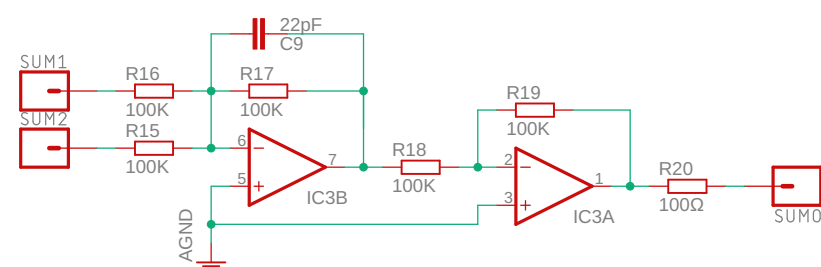 22pF
C9
SUM1
R16
R17
100K
100K
SUM2
R15
R19
100K
100K
6
7
R18
2
1
R20
5
IC3B
100K
3
IC3A
100Ω
SUM0
AGND